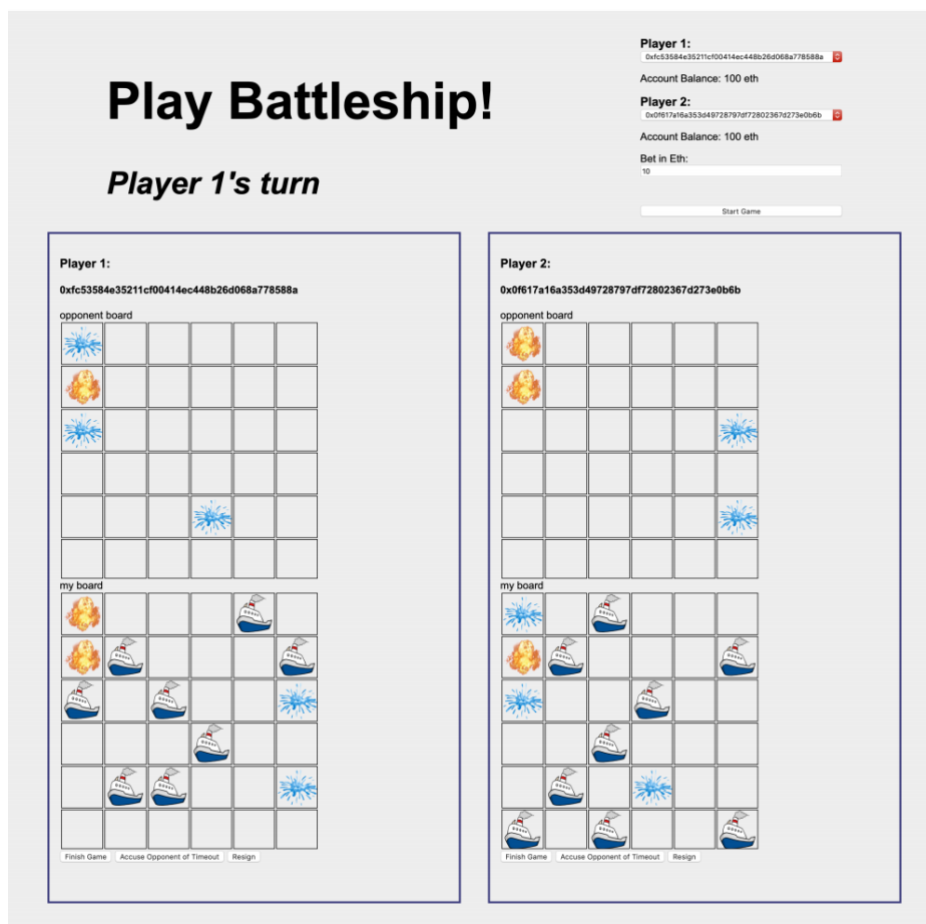 Play Battleship!
Player 1's turn
Player 1:
0xfc53584e35211cf00414ec448b26d068a778588a
Account Balance: 100 eth
Player 2:
0x0f617a16a353d49728797df72802367d273e0b6b
Account Balance: 100 eth
Bet in Eth:
10
Start Game
Player 1:
0xfc53584e35211cf00414ec448b26d068a778588a
opponent board
my board
Finish Game Accuse Opponent of Timeout Resign
Player 2:
0x0f617a16a353d49728797df72802367d273e0b6b
opponent board
my board
Finish Game Accuse Opponent of Timeout Resign